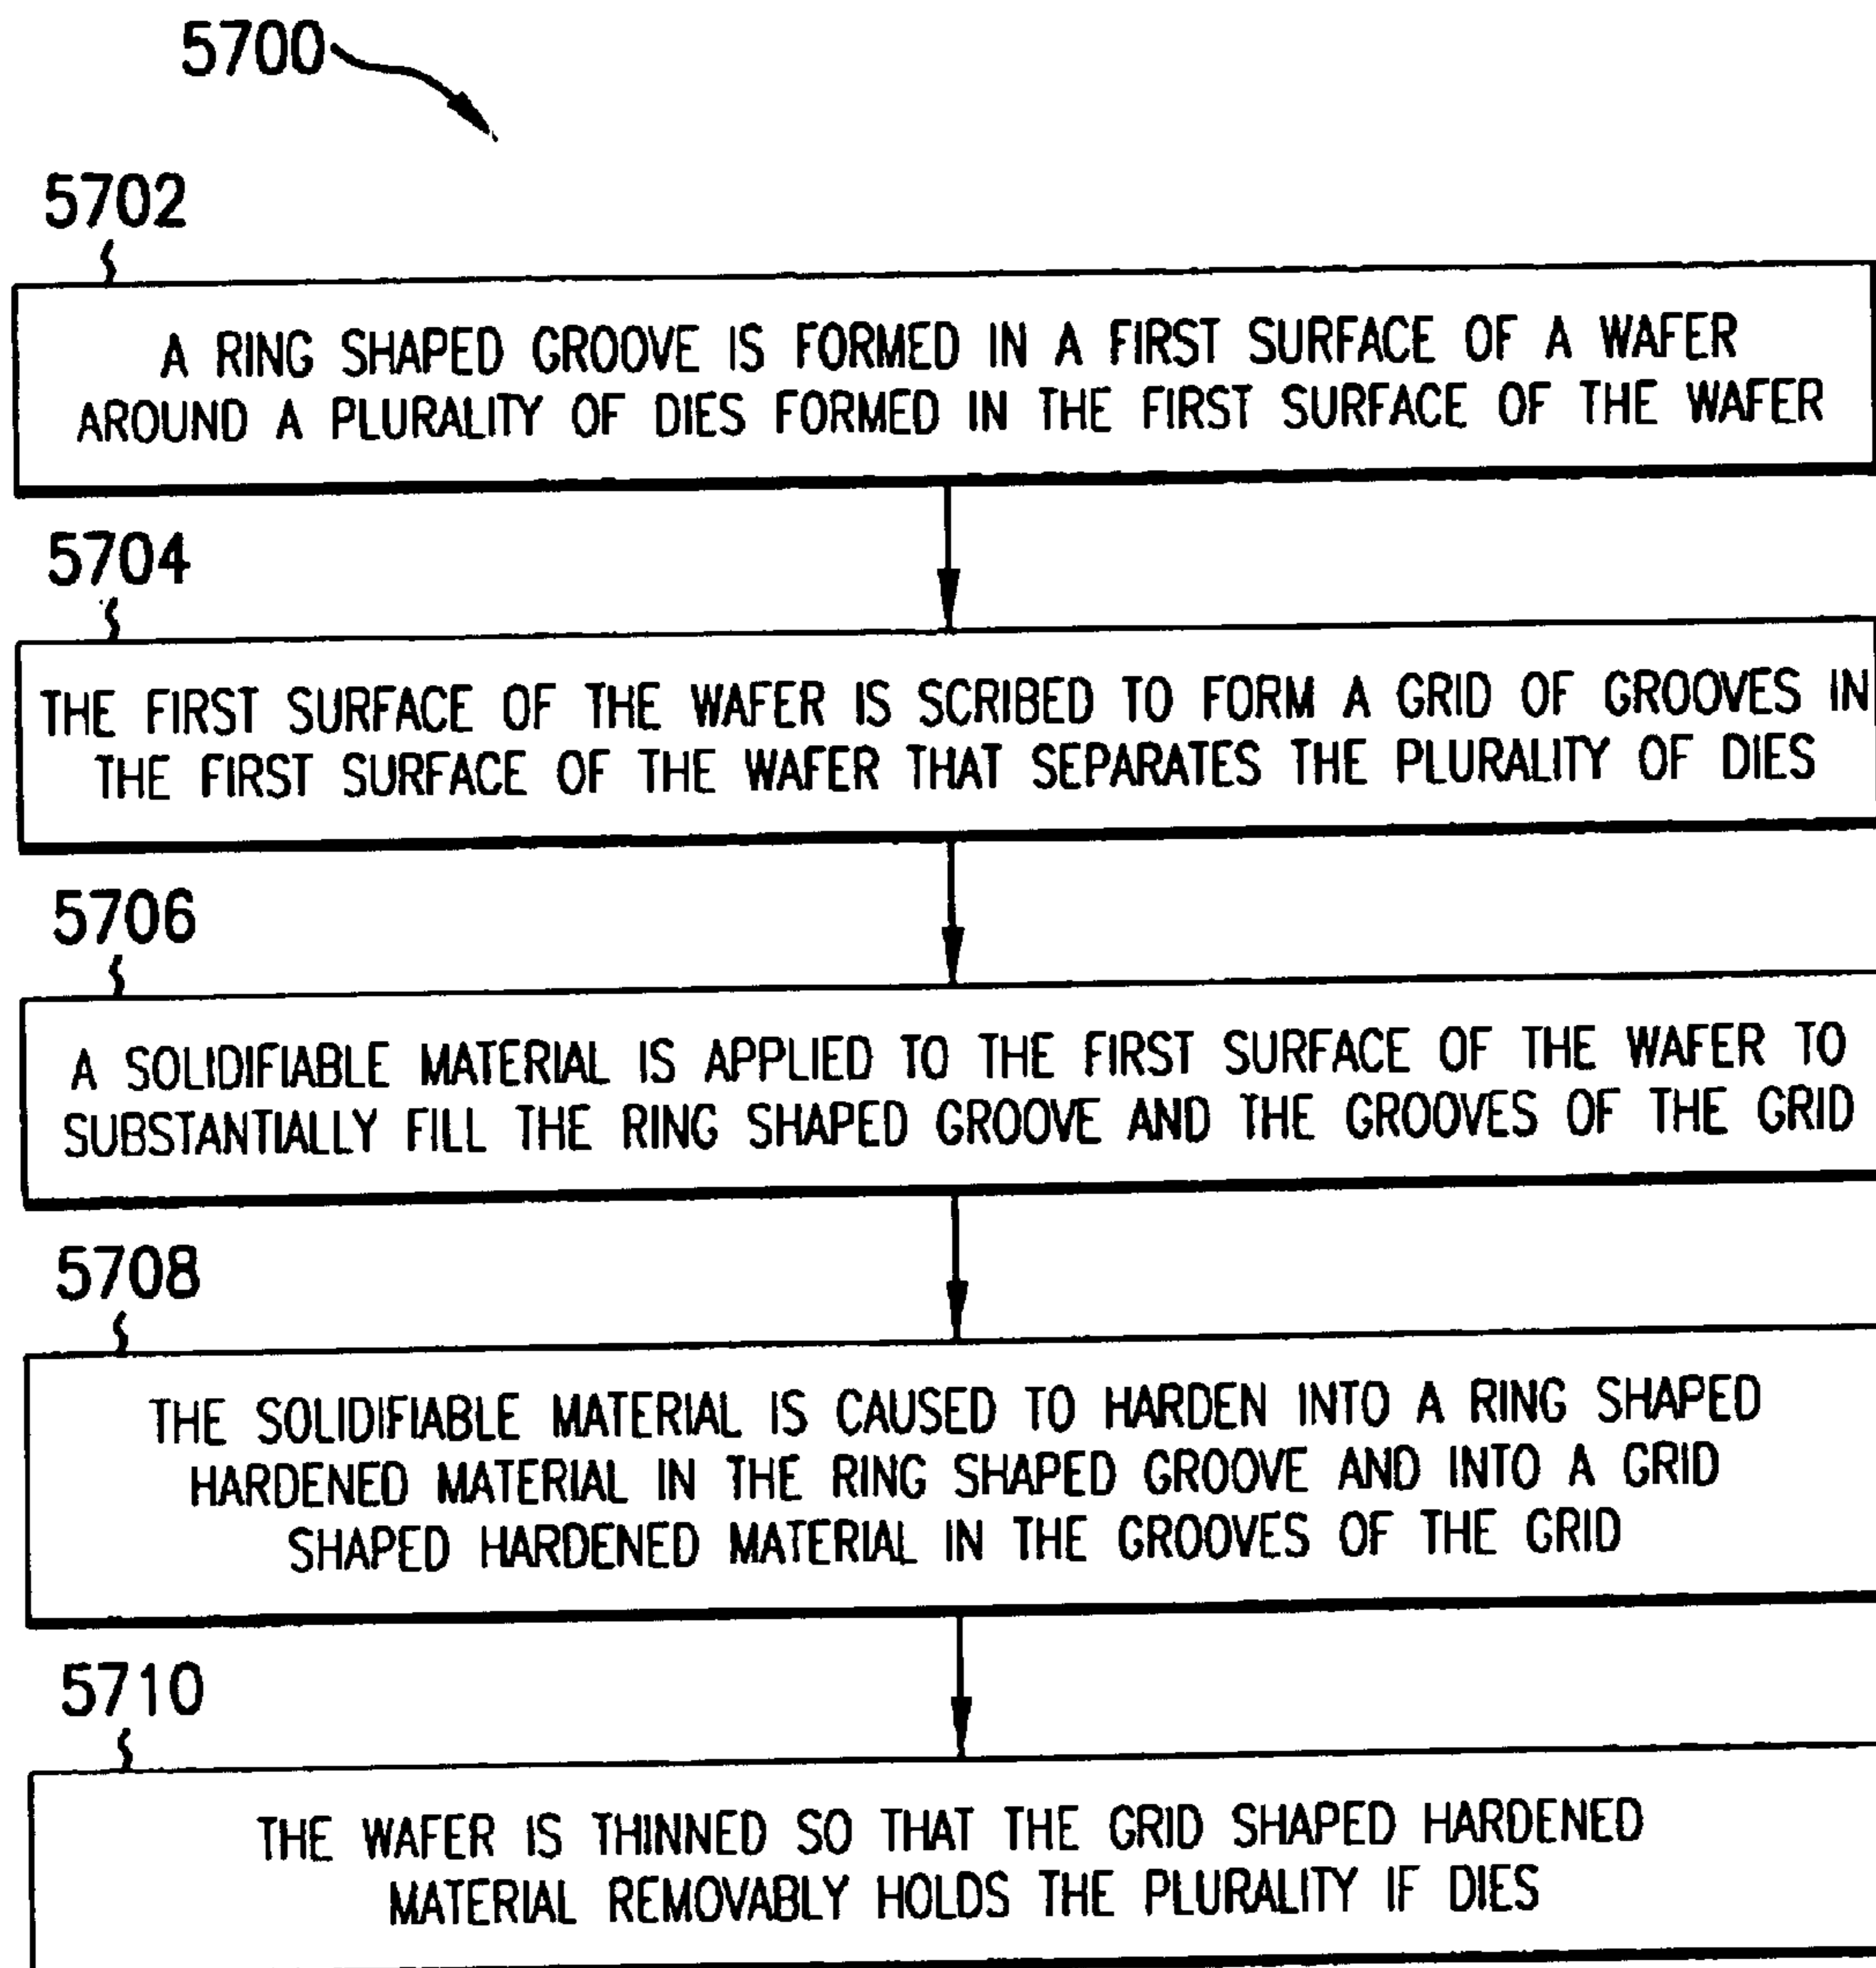 5700
5702
A RING SHAPED GROOVE IS FORMED IN A FIRST SURFACE OF A WAFER
AROUND A PLURALITY OF DIES FORMED IN THE FIRST SURFACE OF THE WAFER
5704
THE FIRST SURFACE OF THE WAFER IS SCRIBED TO FORM A GRID OF GROOVES IN
THE FIRST SURFACE OF THE WAFER THAT SEPARATES THE PLURALITY OF DIES
5706
A SOLIDIFIABLE MATERIAL IS APPLIED TO THE FIRST SURFACE OF THE WAFER TO
SUBSTANTIALLY FILL THE RING SHAPED GROOVE AND THE GROOVES OF THE GRID
5708
THE SOLIDIFIABLE MATERIAL IS CAUSED TO HARDEN INTO A RING SHAPED
HARDENED MATERIAL IN THE RING SHAPED GROOVE AND INTO A GRID
SHAPED HARDENED MATERIAL IN THE GROOVES OF THE GRID
5710
THE WAFER IS THINNED SO THAT THE GRID SHAPED HARDENED
MATERIAL REMOVABLY HOLDS THE PLURALITY IF DIES